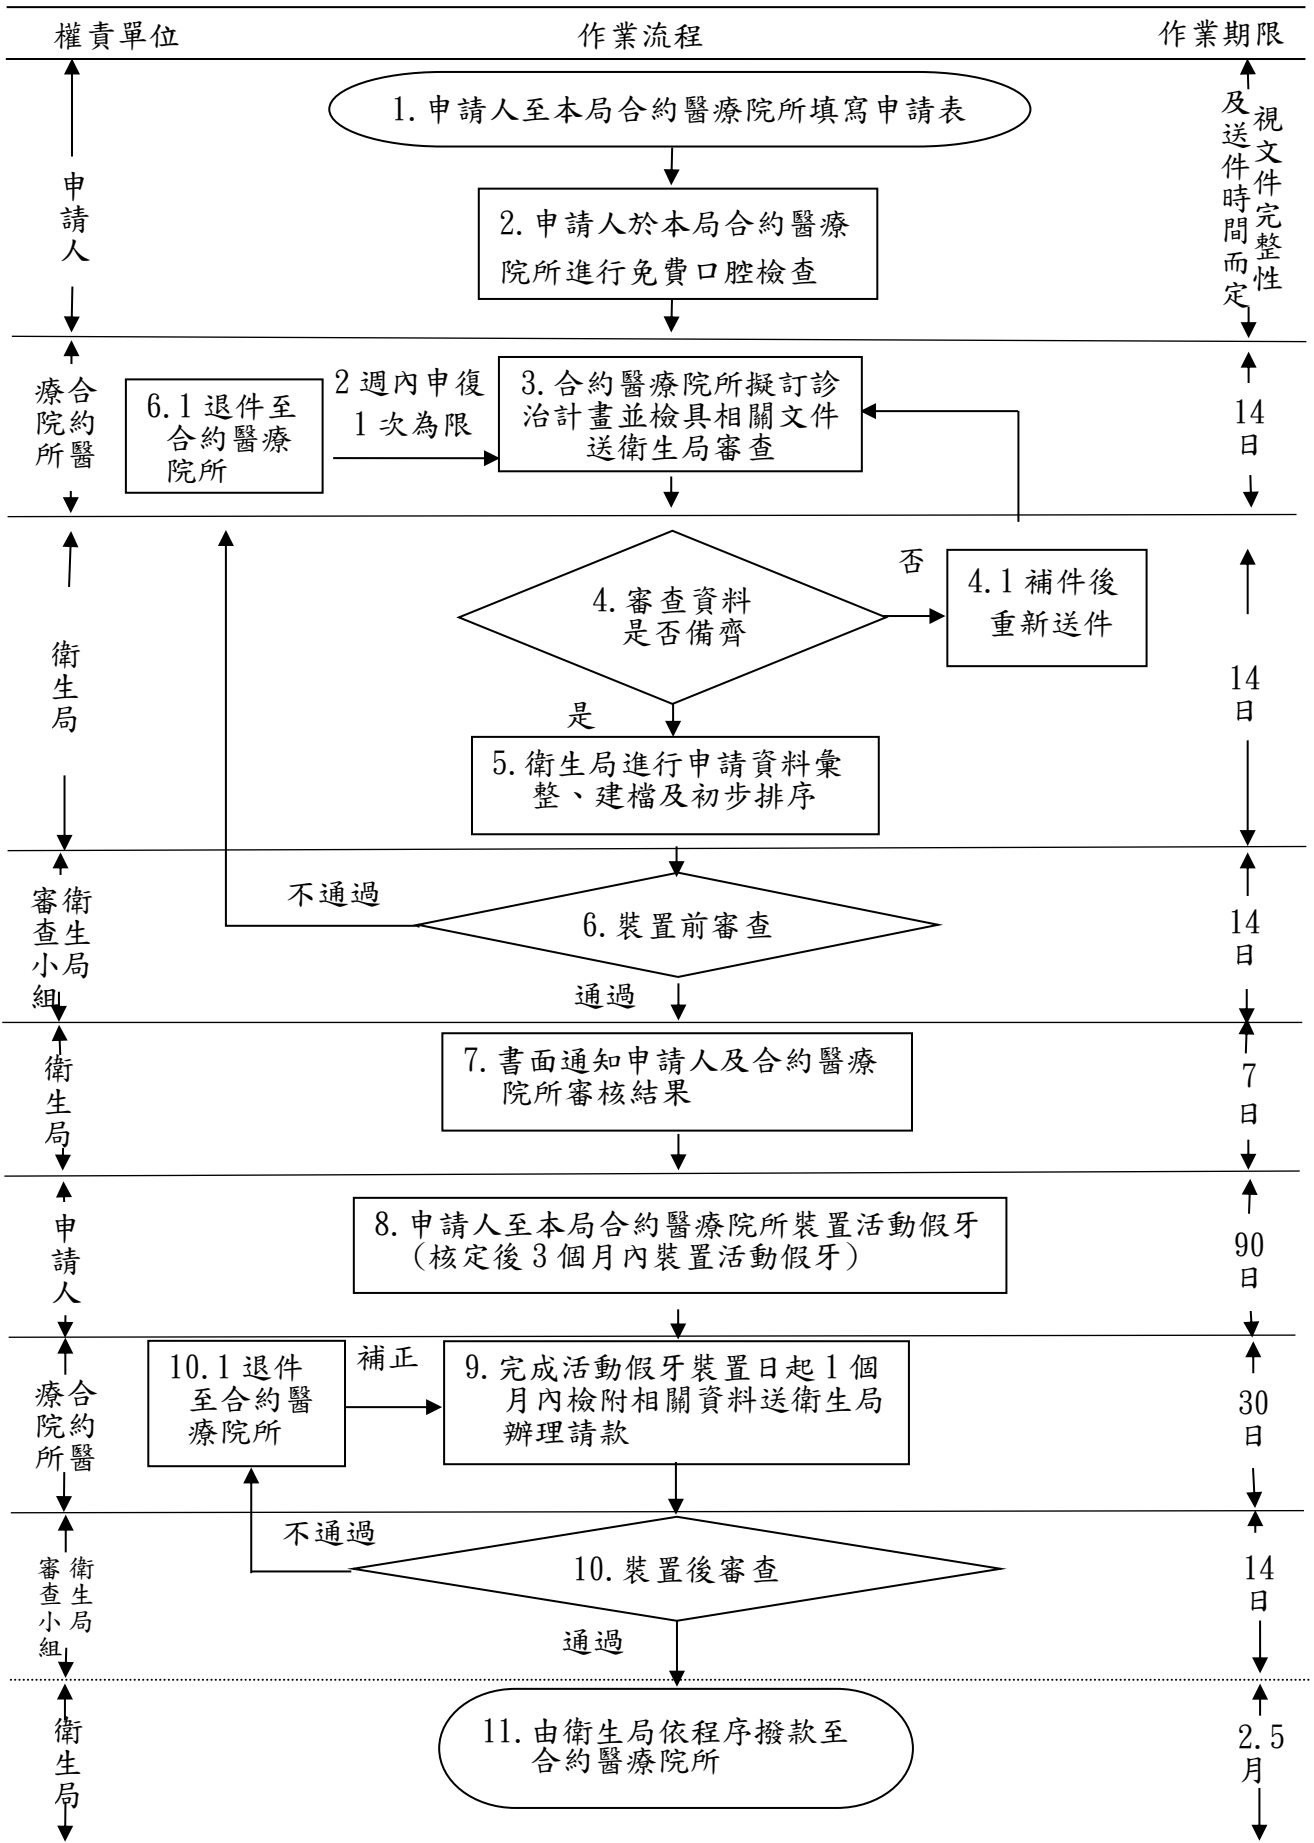 權責單位
作業流程
作業期限
1.申請人至本局合約醫療院所填寫申請表
2.申請人於本局合約醫療
院所進行免費口腔檢查
申請人
視文件完整性
及送件時間而定
合約醫
療院所
6.1 退件至
合約醫療
院所
2 週內申復
1 次為限
3.合約醫療院所擬訂診
治計畫並檢具相關文件
送衛生局審查
14
日
衛生局
4.審查資料
是否備齊
否
4.1 補件後
重新送件
是
5.衛生局進行申請資料彙
整、建檔及初步排序
14
日
衛生局
審查小組
不通過
6.裝置前審查
通過
14
日
衛生局
7.書面通知申請人及合約醫療
院所審核結果
7
日
申請人
8.申請人至本局合約醫療院所裝置活動假牙
(核定後 3 個月內裝置活動假牙)
90
日
合約醫
療院所
10.1 退件
至合約醫
療院所
補正
9.完成活動假牙裝置日起 1 個
月內檢附相關資料送衛生局
辦理請款
30
日
衛生局
審查小組
不通過
10.裝置後審查
通過
14
日
衛生局
11.由衛生局依程序撥款至
合約醫療院所
2.5
月